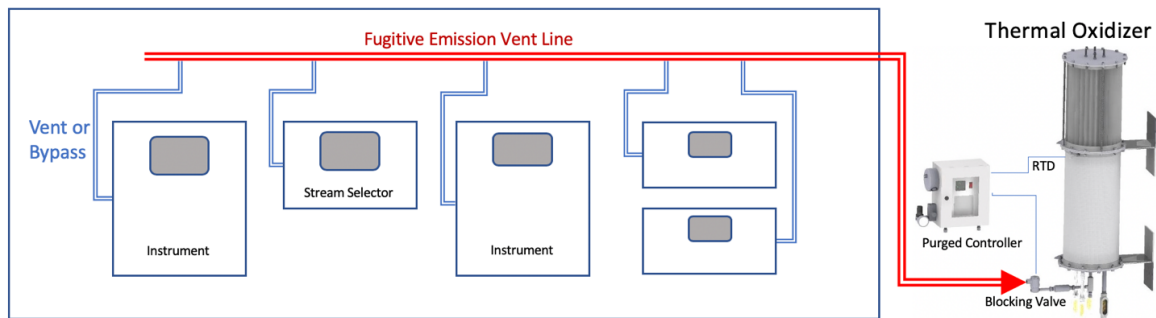 Fugitive Emission Vent Line
Thermal Oxidizer
Vent or
Bypass
Instrument
Stream Selector
Instrument
RTD
Purged Controller
Blocking Valve